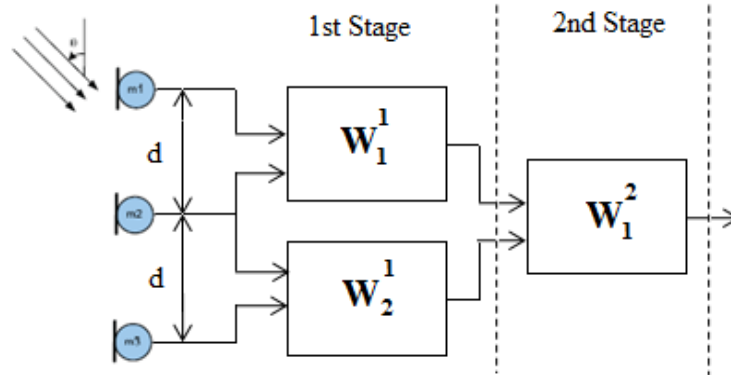 1st Stage
2nd Stage
θ
m1
W₁¹
d
W₁²
m2
d
W₂¹
m3